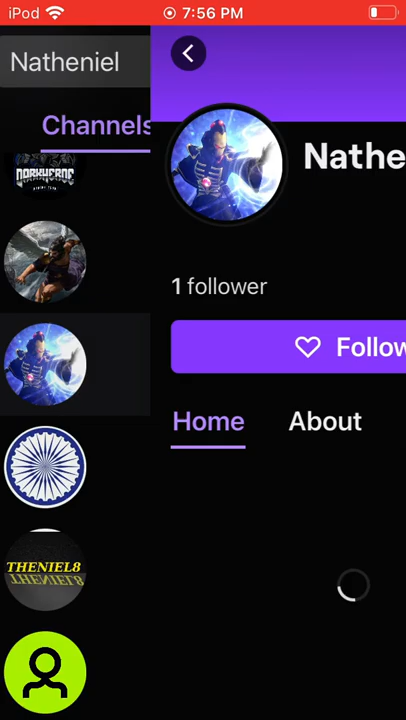 iPod 7:56 PM
Natheniel
Channels
Nathe
1 follower
Follow
Home About
THENIEL8